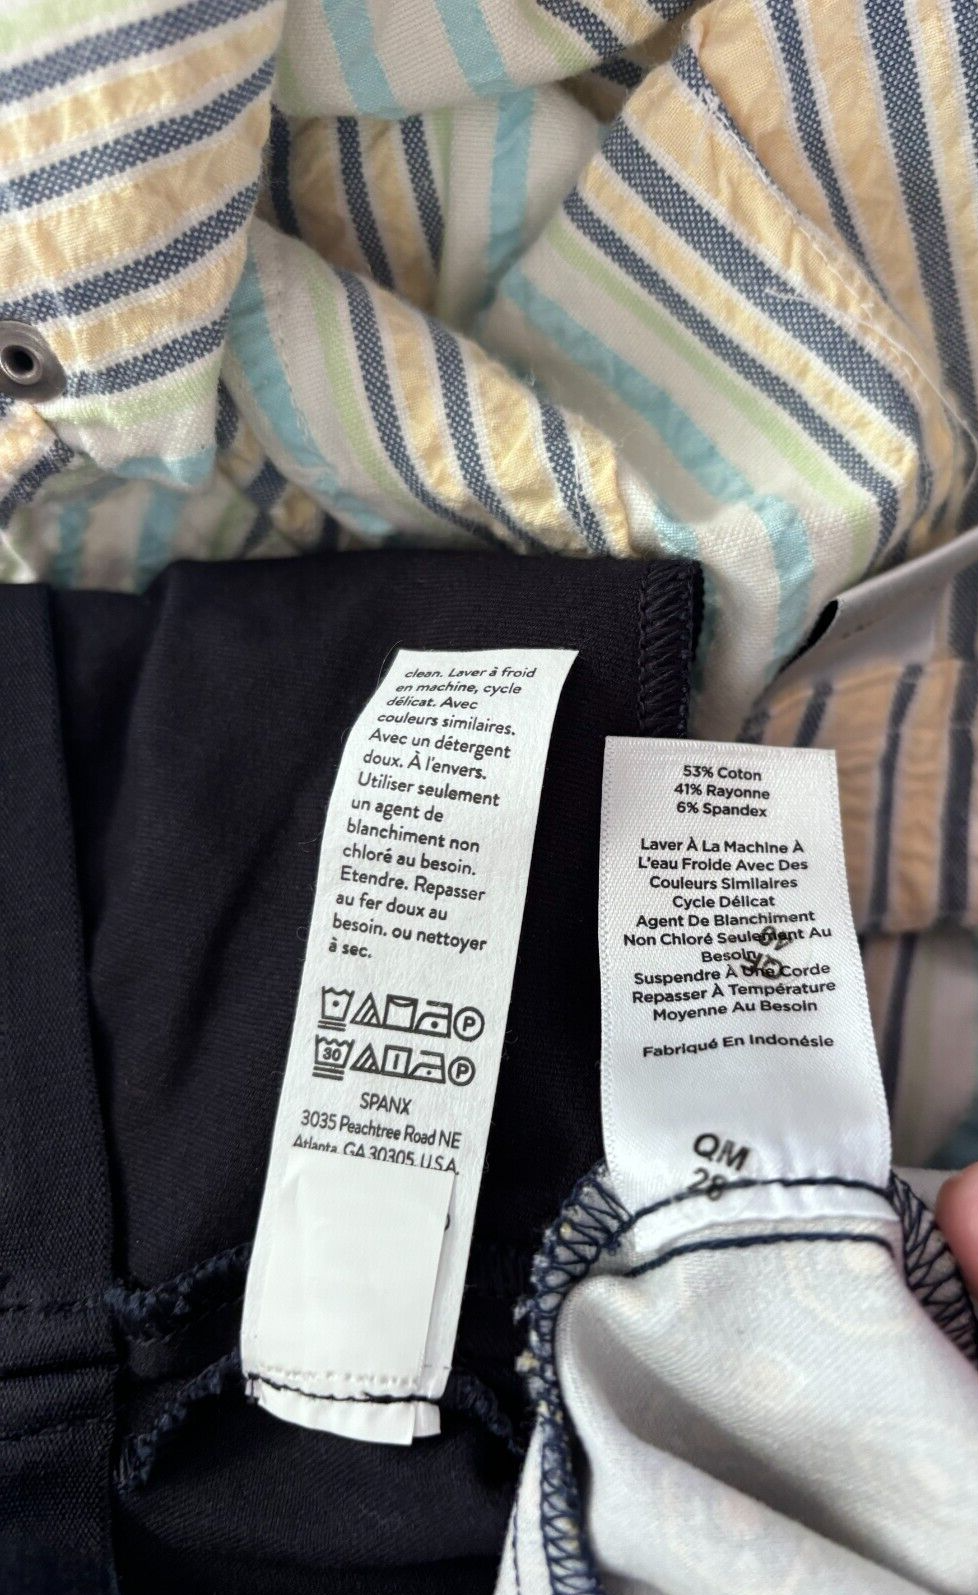 clean. Laver à froid
en machine, cycle
délicat. Avec
couleurs similaires.
Avec un détergent
doux. À l'envers.
Utiliser seulement
un agent de
blanchiment non
chloré au besoin.
Etendre. Repasser
au fer doux au
besoin. ou nettoyer
à sec.
P
30 P
SPANX
3035 Peachtree Road NE
Atlanta, GA 30305 U.S.A.
53% Coton
41% Rayonne
6% Spandex
Laver À La Machine À
L'eau Froide Avec Des
Couleurs Similaires
Cycle Délicat
Agent De Blanchiment
Non Chloré Seulement Au
Besoin
Suspendre À Une Corde
Repasser À Température
Moyenne Au Besoin
Fabriqué En Indonésie
QM
28